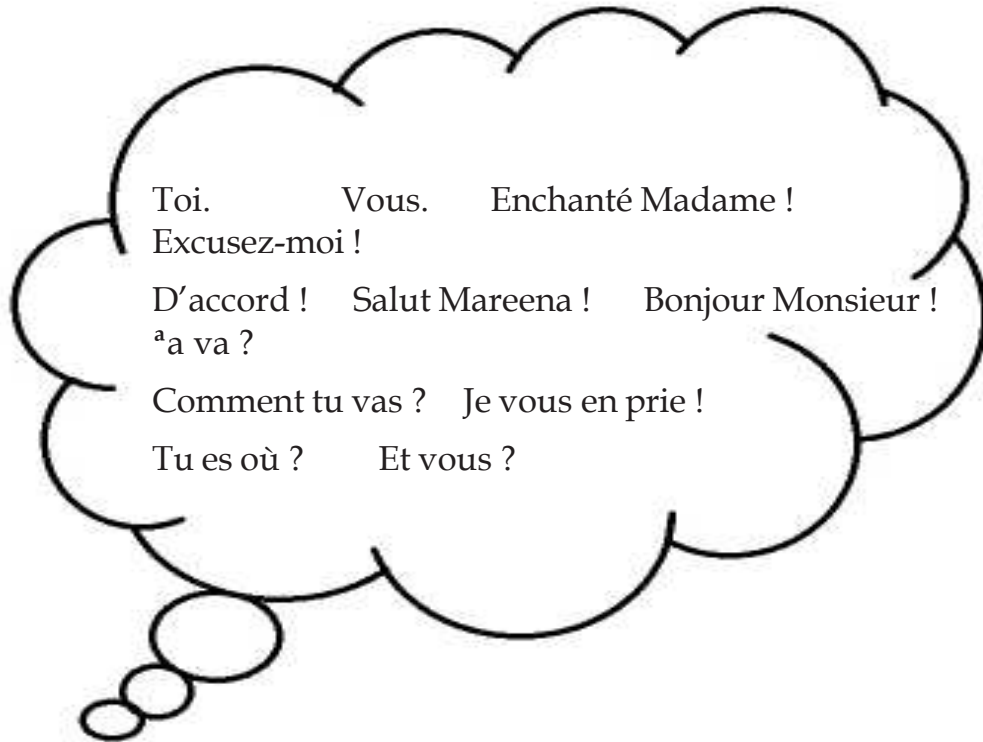 Toi. Vous. Enchanté Madame !
Excusez-moi !
D’accord ! Salut Mareena ! Bonjour Monsieur !
ªa va ?
Comment tu vas ? Je vous en prie !
Tu es où ? Et vous ?